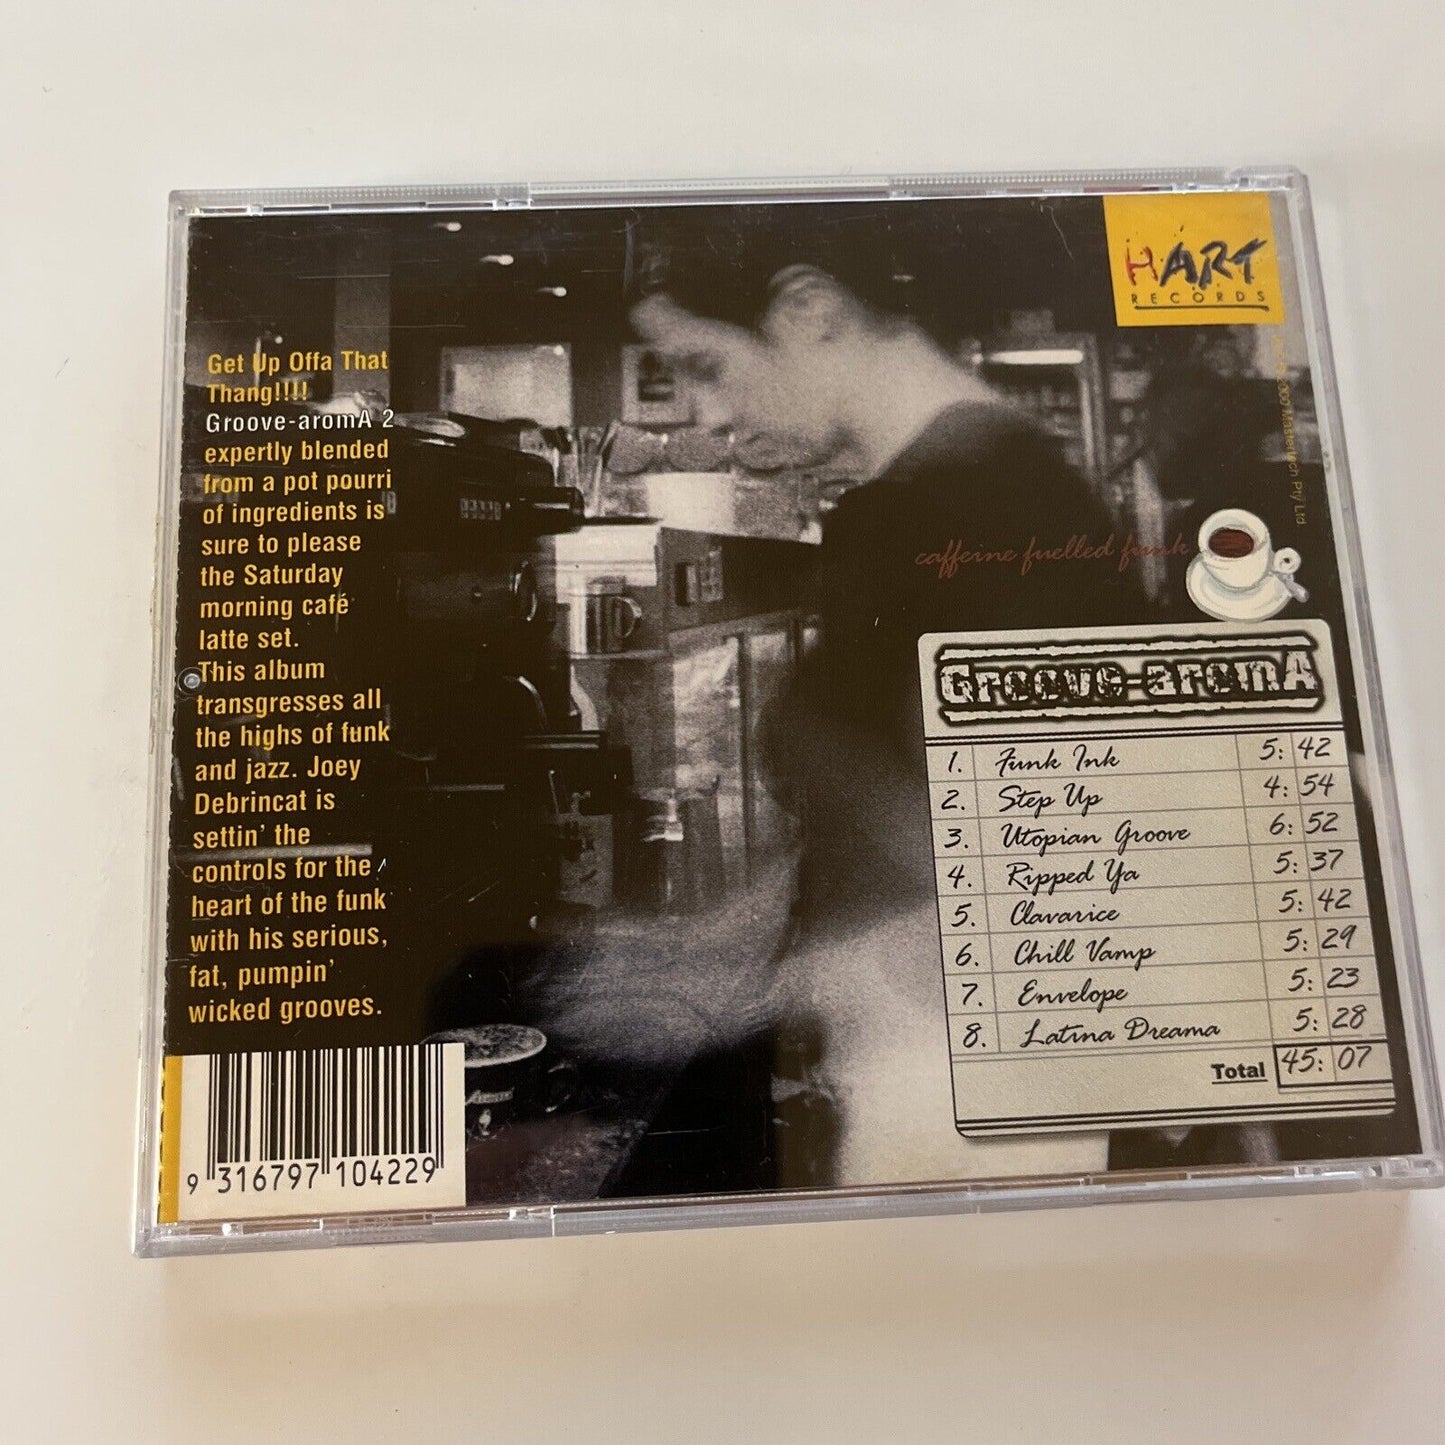 HART
RECORDS
Get Up Offa That
Thang!!!!
Groove-aromA 2
expertly blended
from a pot pourri
of ingredients is
sure to please
the Saturday
morning café
latte set.
This album
transgresses all
the highs of funk
and jazz. Joey
Debrincat is
settin' the
controls for the
heart of the funk
with his serious,
fat, pumpin'
wicked grooves.
caffeine fuelled funk
Groove-aromA
1. Funk Ink 5: 42
2. Step Up 4: 54
3. Utopian Groove 6: 52
4. Ripped Ya 5: 37
5. Clavarice 5: 42
6. Chill Vamp 5: 29
7. Envelope 5: 23
8. Latina Dreama 5: 28
Total 45: 07
9 316797 104229
Pty Ltd